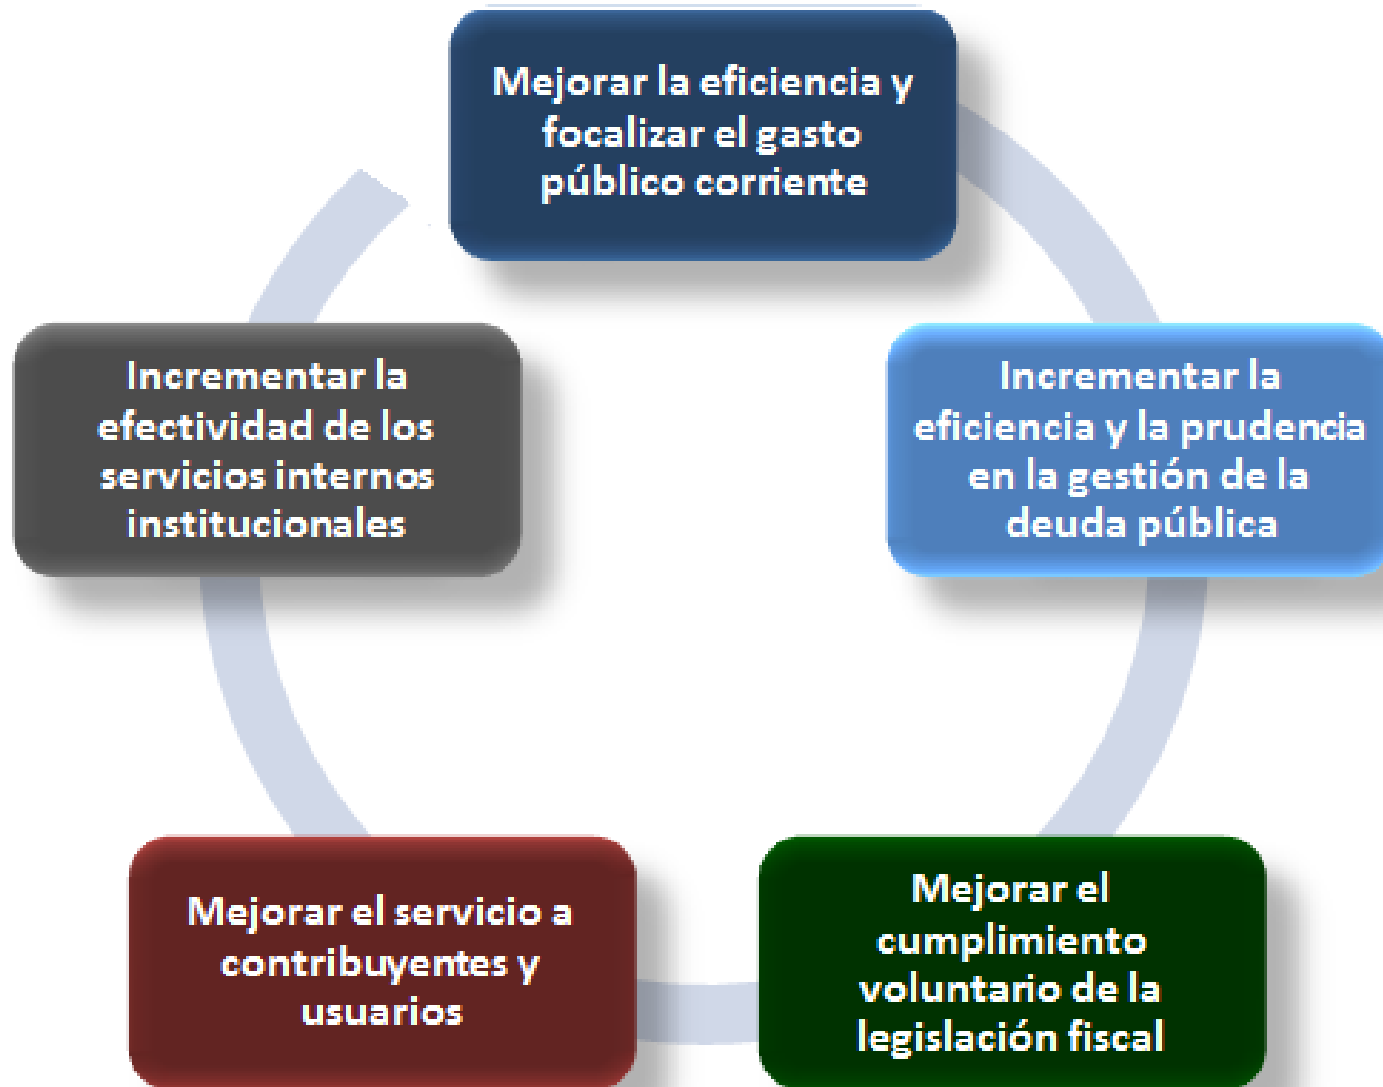 Mejorar la eficiencia y
focalizar el gasto
público corriente
Incrementar la
eficiencia y la prudencia
en la gestión de la
deuda pública
Mejorar el
cumplimiento
voluntario de la
legislación fiscal
Mejorar el servicio a
contribuyentes y
usuarios
Incrementar la
efectividad de los
servicios internos
institucionales